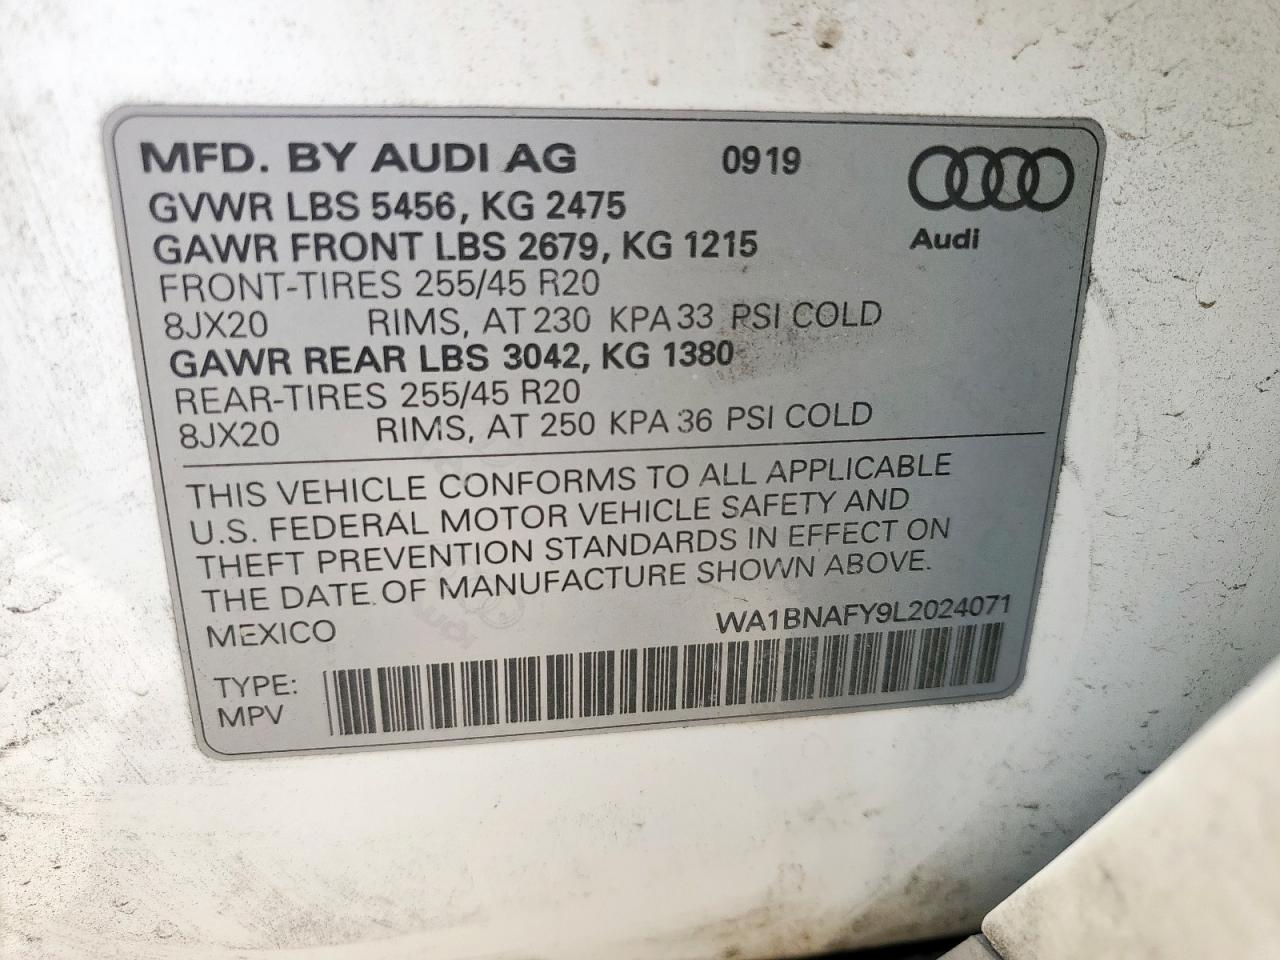 MFD. BY AUDI AG 0919
GVWR LBS 5456, KG 2475
GAWR FRONT LBS 2679, KG 1215
Audi
FRONT-TIRES 255/45 R20
8JX20 RIMS, AT 230 KPA 33 PSI COLD
GAWR REAR LBS 3042, KG 1380
REAR-TIRES 255/45 R20
8JX20 RIMS, AT 250 KPA 36 PSI COLD
THIS VEHICLE CONFORMS TO ALL APPLICABLE
U.S. FEDERAL MOTOR VEHICLE SAFETY AND
THEFT PREVENTION STANDARDS IN EFFECT ON
THE DATE OF MANUFACTURE SHOWN ABOVE.
MEXICO WA1BNAFY9L2024071
TYPE:
MPV